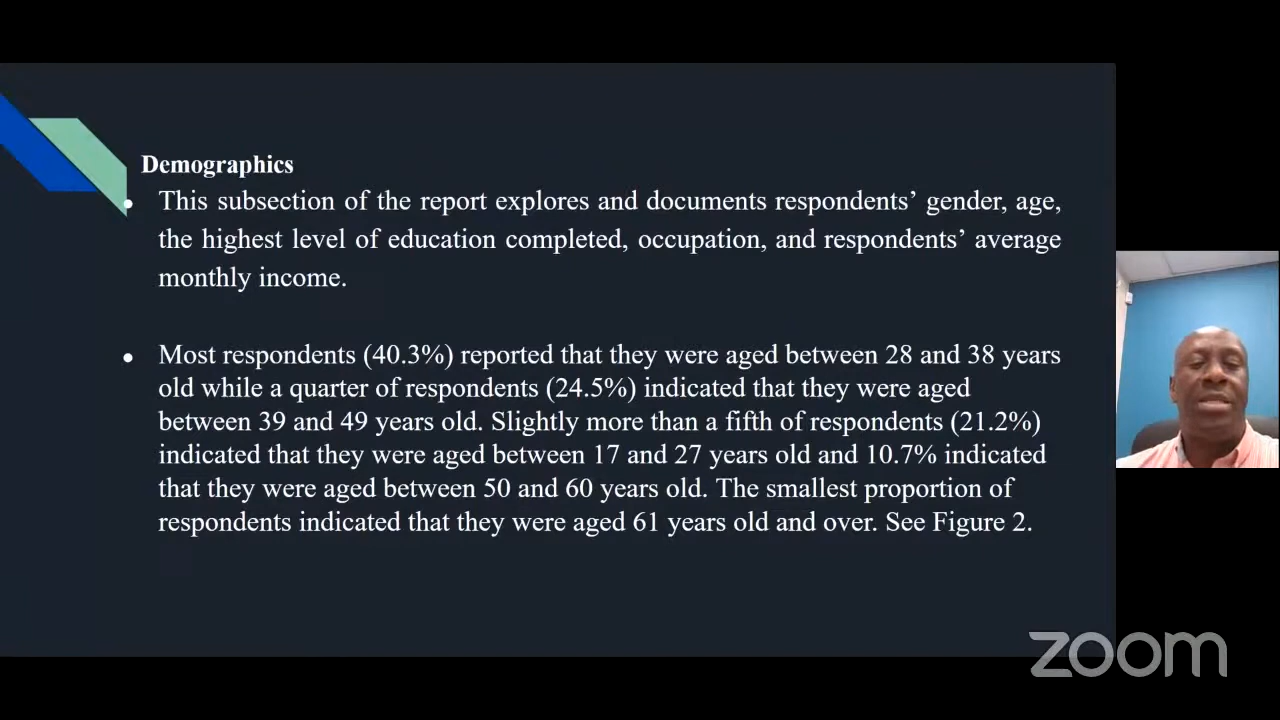 Demographics
This subsection of the report explores and documents respondents’ gender, age,
the highest level of education completed, occupation, and respondents’ average
monthly income.
Most respondents (40.3%) reported that they were aged between 28 and 38 years
old while a quarter of respondents (24.5%) indicated that they were aged
between 39 and 49 years old. Slightly more than a fifth of respondents (21.2%)
indicated that they were aged between 17 and 27 years old and 10.7% indicated
that they were aged between 50 and 60 years old. The smallest proportion of
respondents indicated that they were aged 61 years old and over. See Figure 2.
zoom